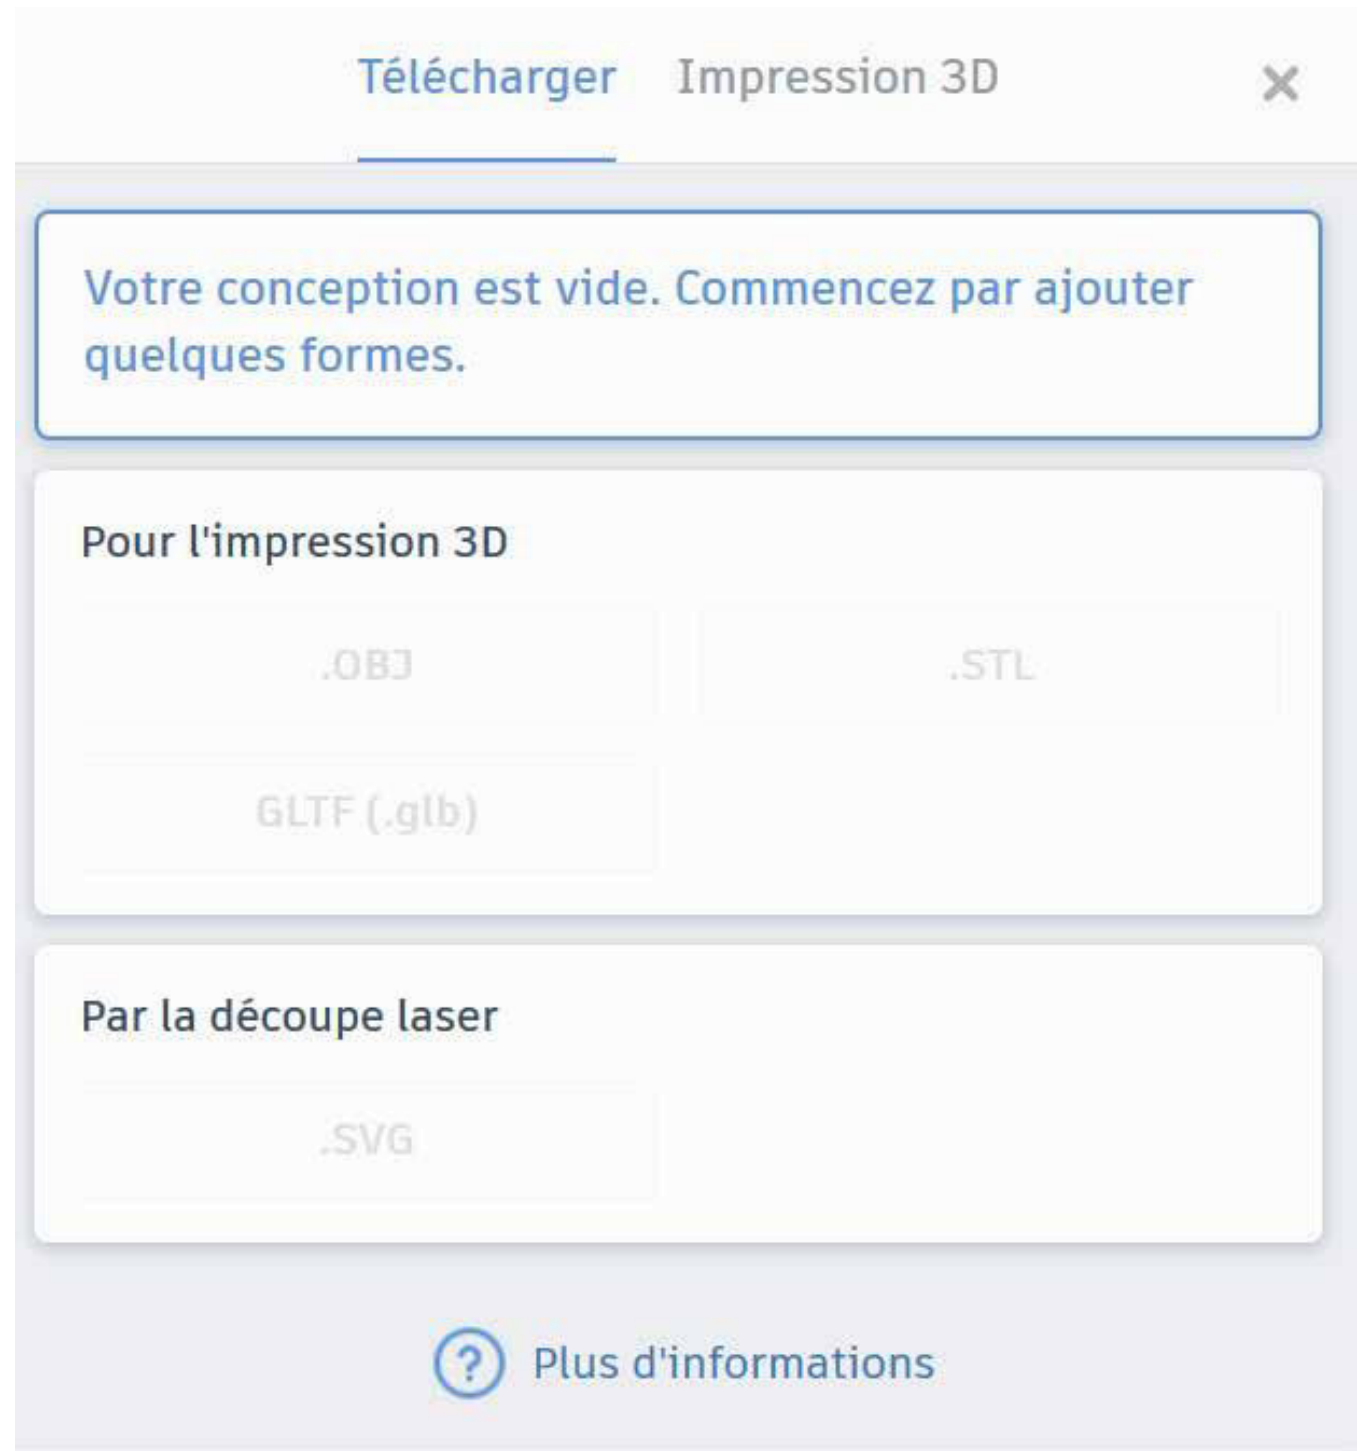 Télécharger Impression 3D
Votre conception est vide. Commencez par ajouter
quelques formes.
Pour l'impression 3D
.OBJ .STL
GLTF (.glb)
Par la découpe laser
.SVG
? Plus d'informations